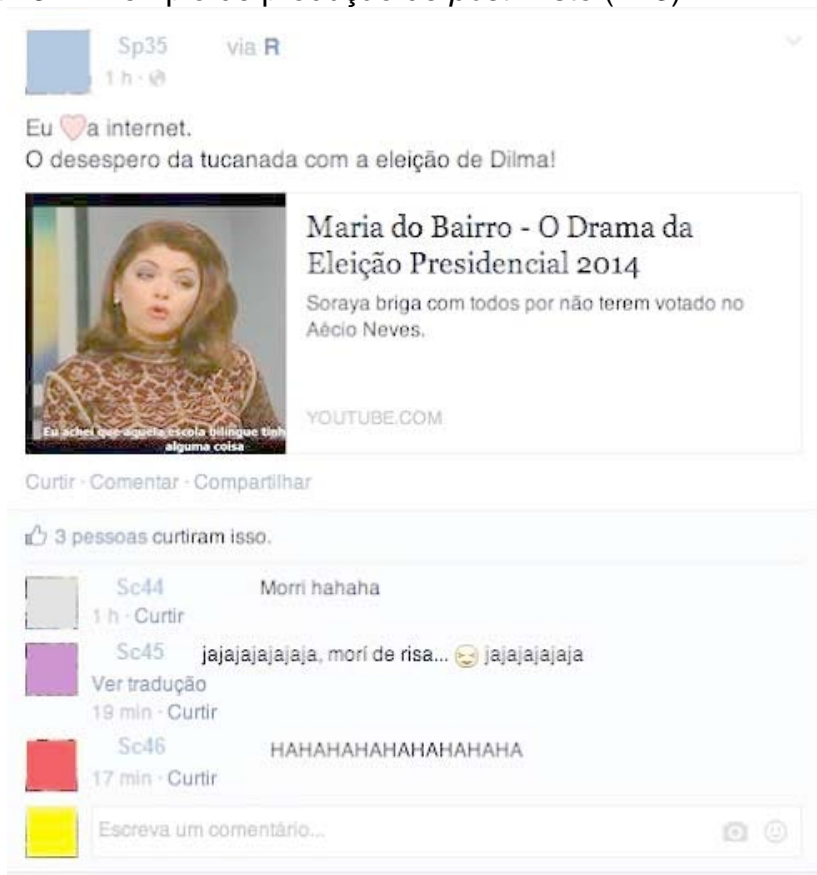 Sp35 via R
1 h ·
Eu a internet.
O desespero da tucanada com a eleição de Dilma!
Maria do Bairro - O Drama da
Eleição Presidencial 2014
Soraya briga com todos por não terem votado no
Aécio Neves.
YOUTUBE.COM
Eu achei que aquela escola bilíngue tinh
alguma coisa
Curtir · Comentar · Compartilhar
3 pessoas curtiram isso.
Sc44 Morri hahaha
1 h · Curtir
Sc45 jajajajajajaja, morí de risa... jajajajajaja
Ver tradução
19 min · Curtir
Sc46 HAHAHAHAHAHAHAHAHA
17 min · Curtir
Escreva um comentário...